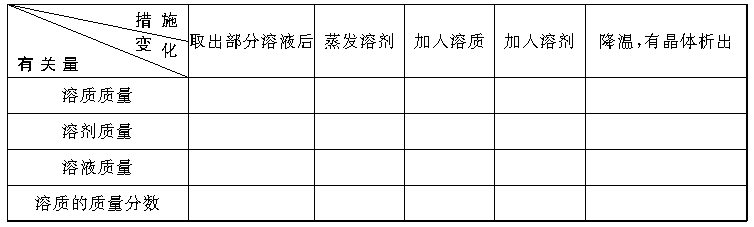 措 施
变 化
有 关 量
取出部分溶液后 蒸发溶剂 加人溶质 加人溶剂 降温,有晶体析出
溶质质量
溶剂质量
溶液质量
溶质的质量分数